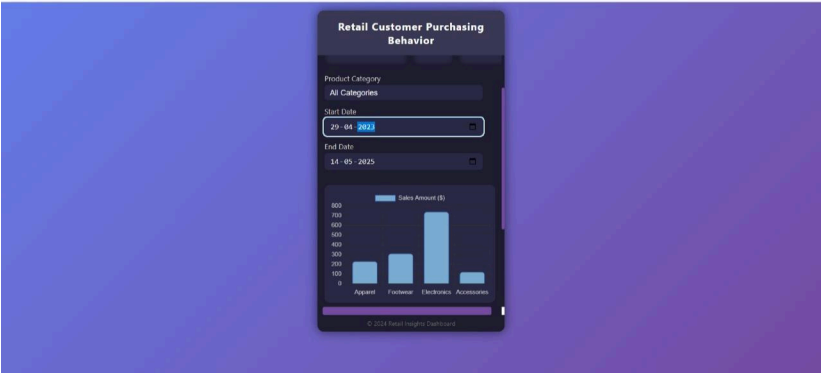 Retail Customer Purchasing
Behavior
Product Category
All Categories
Start Date
29-04-2023
End Date
14-05-2025
Sales Amount ($)
800
700
600
500
400
300
200
100
0
Apparel Footwear Electronics Accessories
© 2024 Retail Insights Dashboard